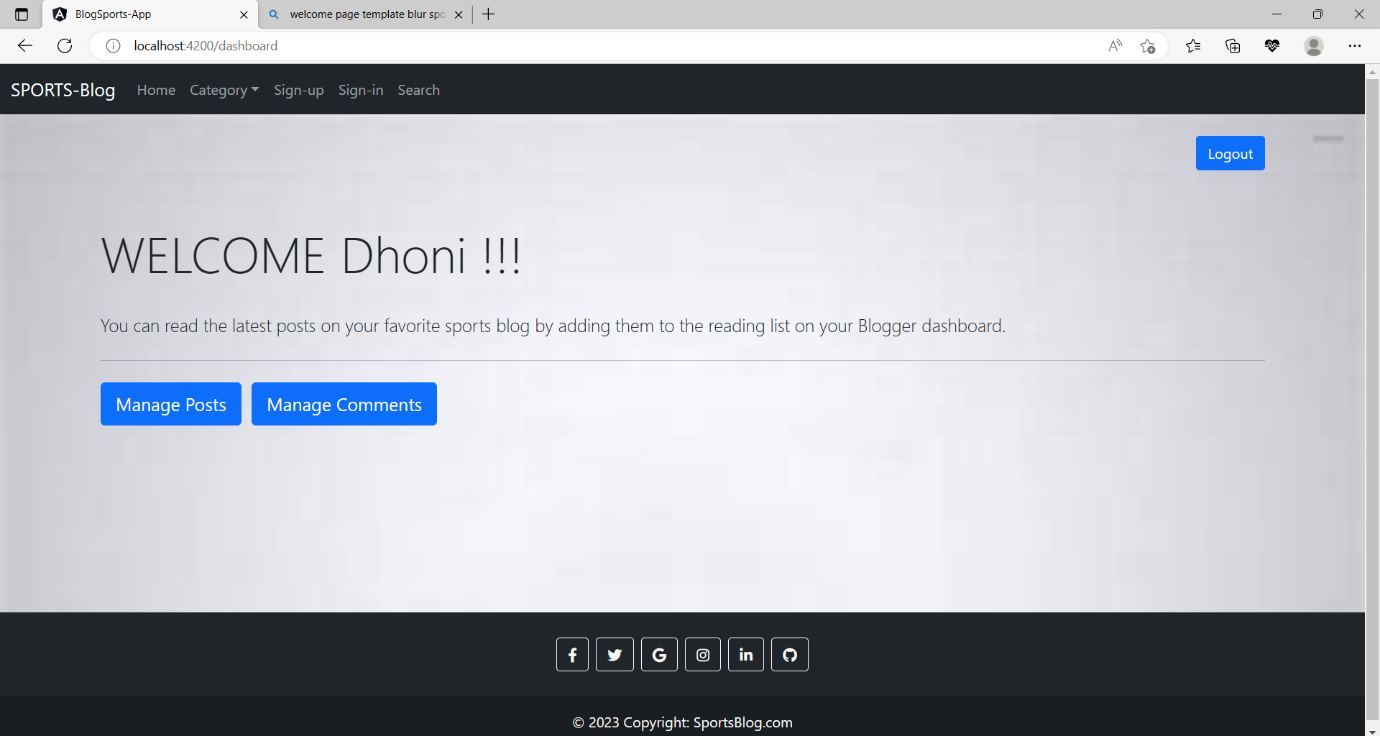 BlogSports-App
welcome page template blur spo
localhost:4200/dashboard
SPORTS-Blog Home Category Sign-up Sign-in Search
Logout
WELCOME Dhoni !!!
You can read the latest posts on your favorite sports blog by adding them to the reading list on your Blogger dashboard.
Manage Posts Manage Comments
© 2023 Copyright: SportsBlog.com